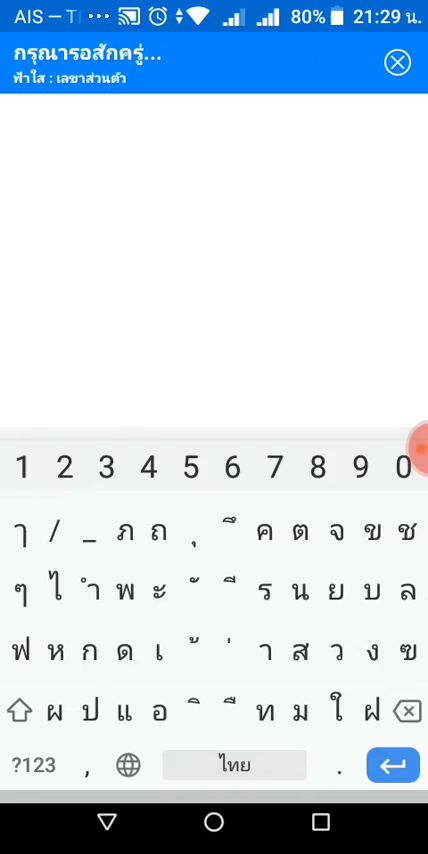 AIS — T ... 80% 21:29 น.
กรุณารอสักครู่...
ฟ้าใส : เลขาส่วนตัว
1 2 3 4 5 6 7 8 9 0
ๅ / _ ภ ถ ุ ึ ค ต จ ข ช
ๆ ไ ำ พ ะ ั ี ร น ย บ ล
ฟ ห ก ด เ ้ ่ า ส ว ง ฃ
ผ ป แ อ ิ ื ท ม ใ ฝ
?123 , ไทย .